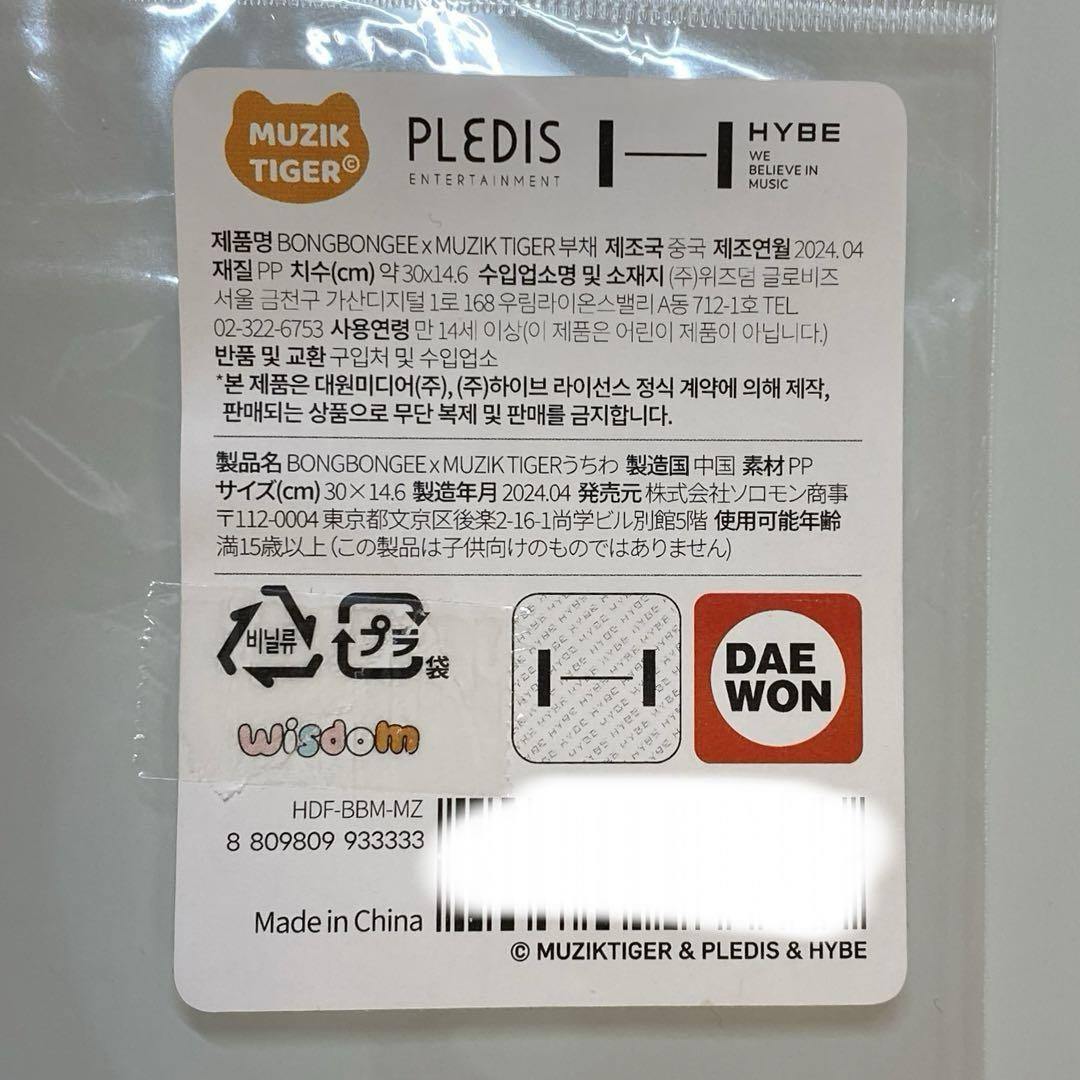 MUZIK
TIGER©
PLEDIS
ENTERTAINMENT
HYBE
WE
BELIEVE IN
MUSIC
제품명 BONGBONGEE x MUZIK TIGER 부채 제조국 중국 제조연월 2024. 04
재질 PP 치수(cm) 약 30x14.6 수입업소명 및 소재지 (주)위즈덤 글로비즈
서울 금천구 가산디지털 1로 168 우림라이온스밸리 A동 712-1호 TEL.
02-322-6753 사용연령 만 14세 이상(이 제품은 어린이 제품이 아닙니다.)
반품 및 교환 구입처 및 수입업소
*본 제품은 대원미디어(주), (주)하이브 라이선스 정식 계약에 의해 제작,
판매되는 상품으로 무단 복제 및 판매를 금지합니다.
製品名 BONGBONGEE x MUZIK TIGERうちわ 製造国 中国 素材 PP
サイズ(cm) 30×14.6 製造年月 2024.04 発売元 株式会社ソロモン商事
〒112-0004 東京都文京区後楽2-16-1尚学ビル別館5階 使用可能年齢
満15歳以上 (この製品は子供向けのものではありません)
비닐류
プラ
袋
wisdom
DAE
WON
HDF-BBM-MZ
8 809809 933333
Made in China
© MUZIKTIGER & PLEDIS & HYBE